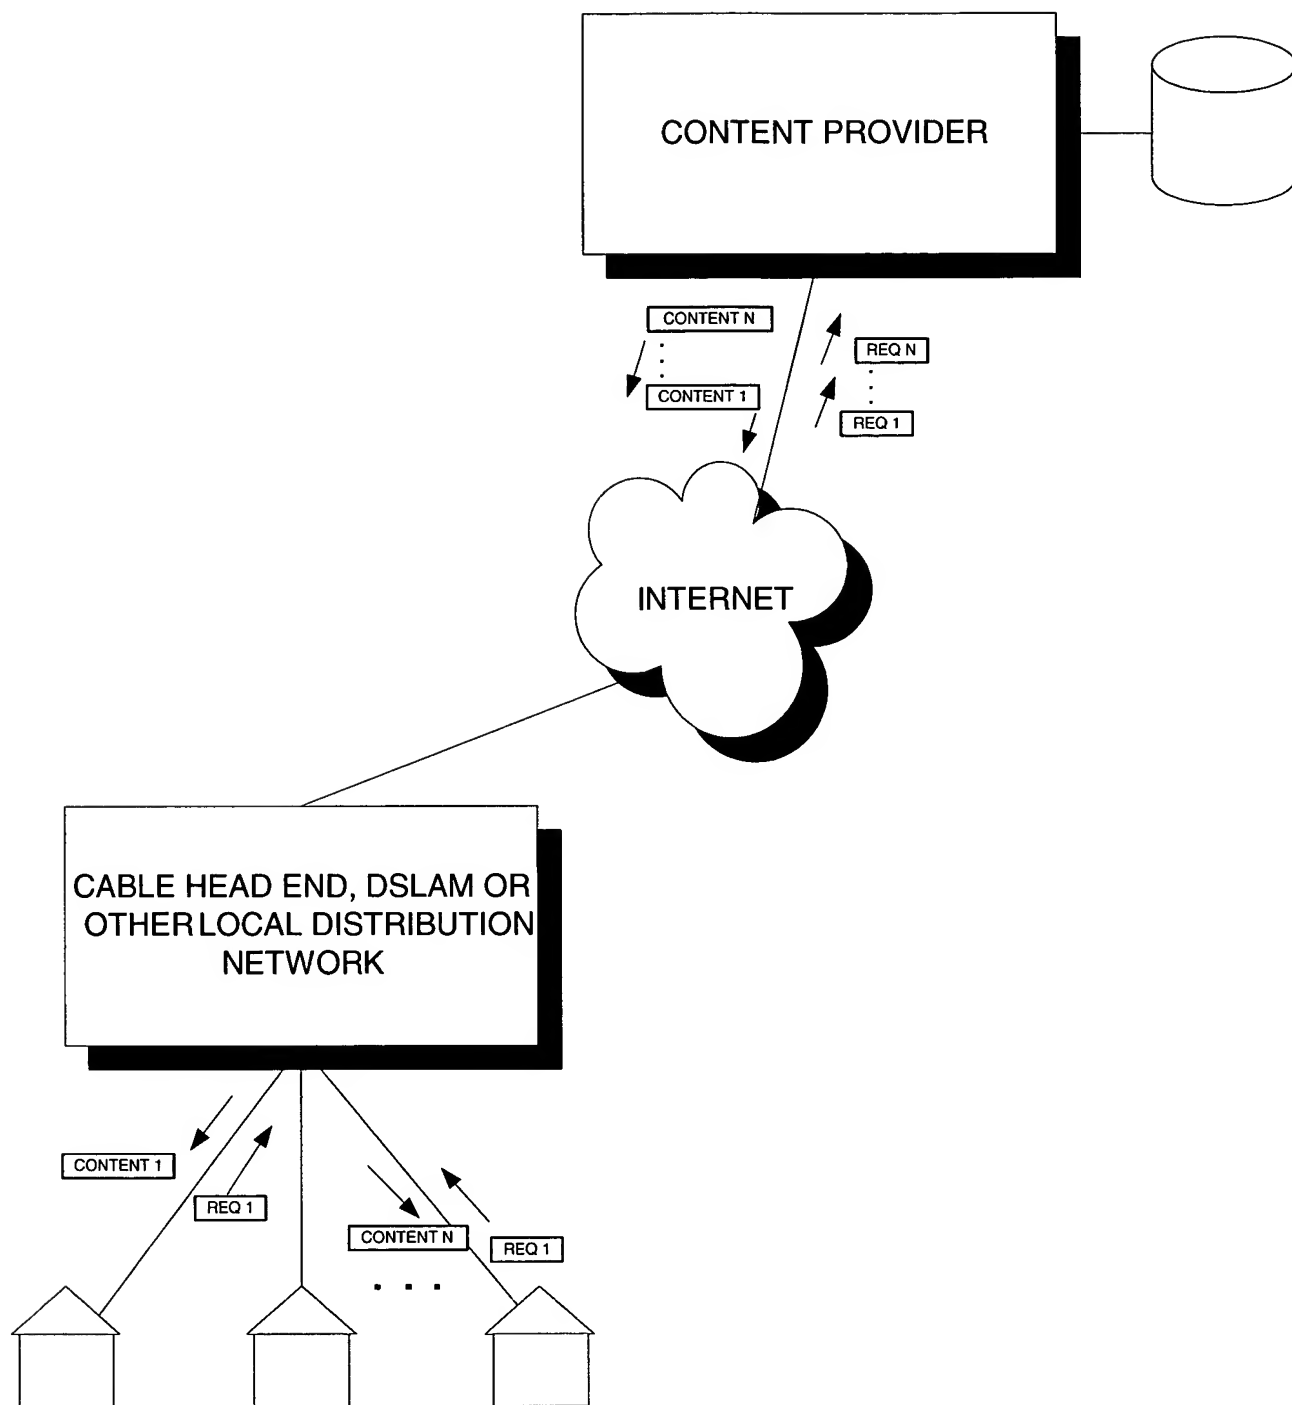 CONTENT PROVIDER
CONTENT N
REQ N
CONTENT 1
REQ 1
INTERNET
CABLE HEAD END, DSLAM OR
OTHER LOCAL DISTRIBUTION
NETWORK
CONTENT 1
REQ 1
CONTENT N
REQ 1